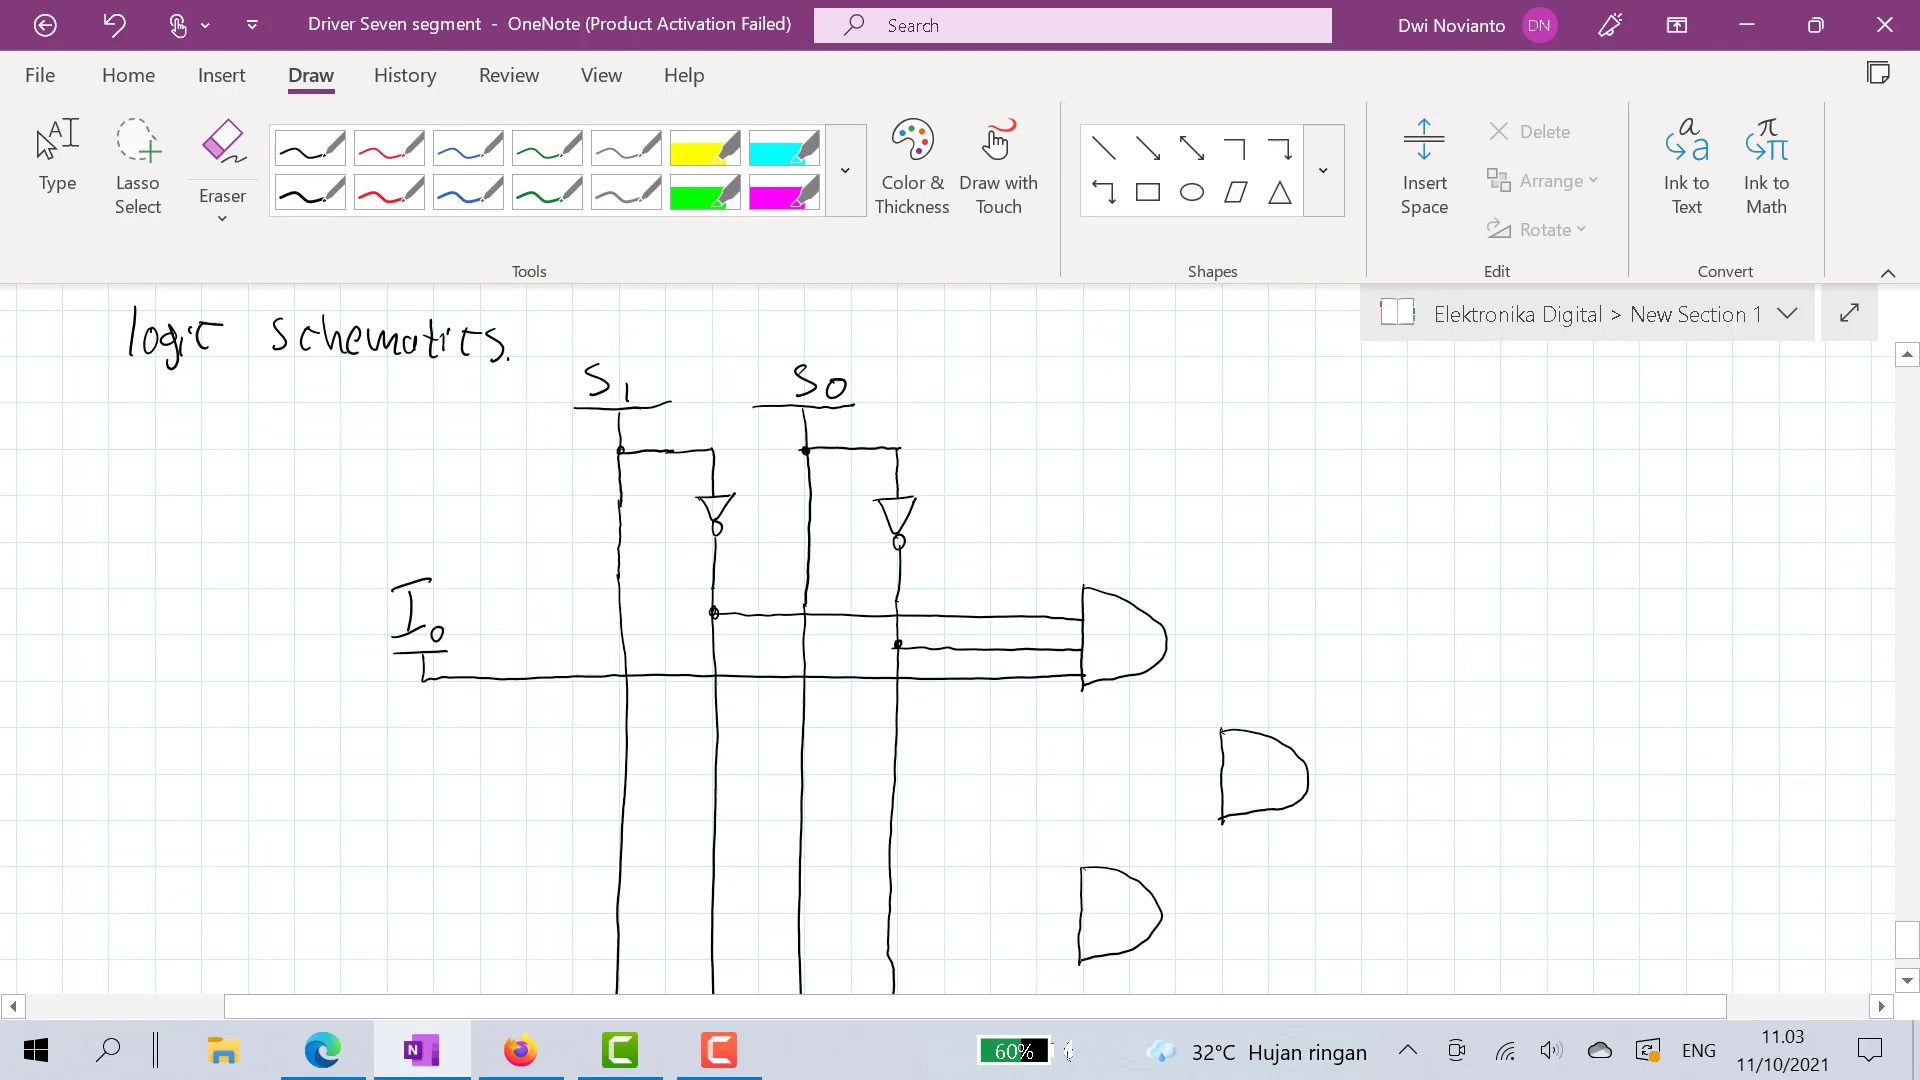 Driver Seven segment - OneNote (Product Activation Failed)
Search
Dwi Novianto
DN
File
Home
Insert
Draw
History
Review
View
Help
Type
Lasso
Select
Eraser
Color &
Thickness
Draw with
Touch
Insert
Space
Delete
Arrange
Rotate
Ink to
Text
Ink to
Math
Tools
Shapes
Edit
Convert
Elektronika Digital > New Section 1
logic schematics.
S1
S0
I0
60%
32°C Hujan ringan
ENG
11.03
11/10/2021